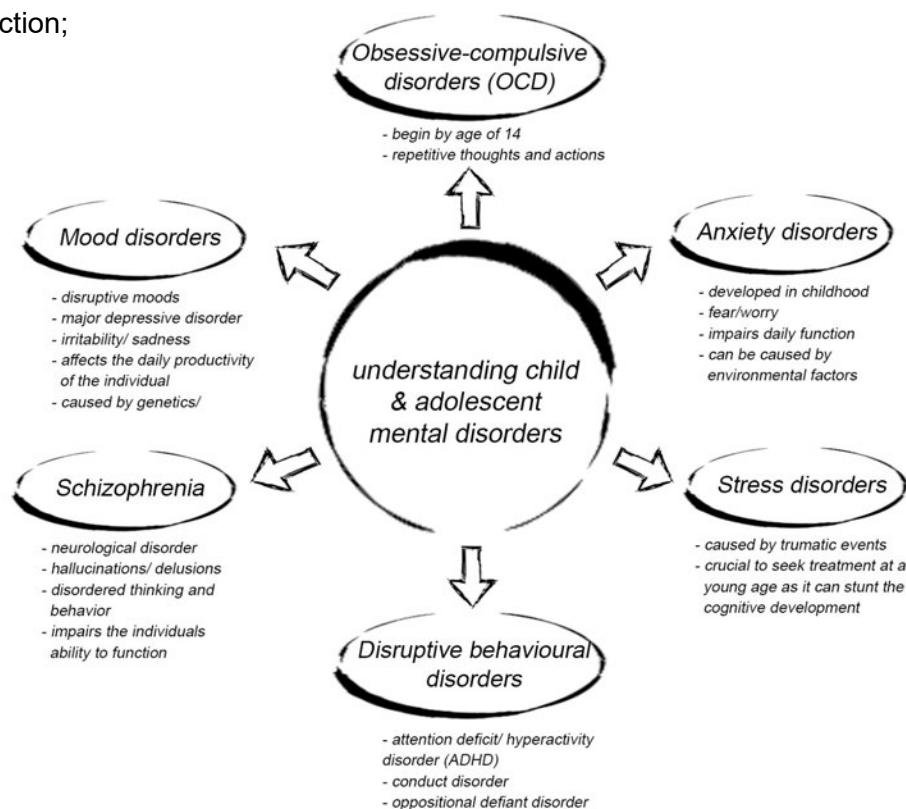 ction;
Obsessive-compulsive
disorders (OCD)
- begin by age of 14
- repetitive thoughts and actions
Mood disorders
- disruptive moods
- major depressive disorder
- irritability/ sadness
- affects the daily productivity
of the individual
- caused by genetics/
Anxiety disorders
- developed in childhood
- fear/worry
- impairs daily function
- can be caused by
environmental factors
understanding child
& adolescent
mental disorders
Schizophrenia
- neurological disorder
- hallucinations/ delusions
- disordered thinking and
behavior
- impairs the individuals
ability to function
Stress disorders
- caused by trumatic events
- crucial to seek treatment at a
young age as it can stunt the
cognitive development
Disruptive behavioural
disorders
- attention deficit/ hyperactivity
disorder (ADHD)
- conduct disorder
- oppositional defiant disorder